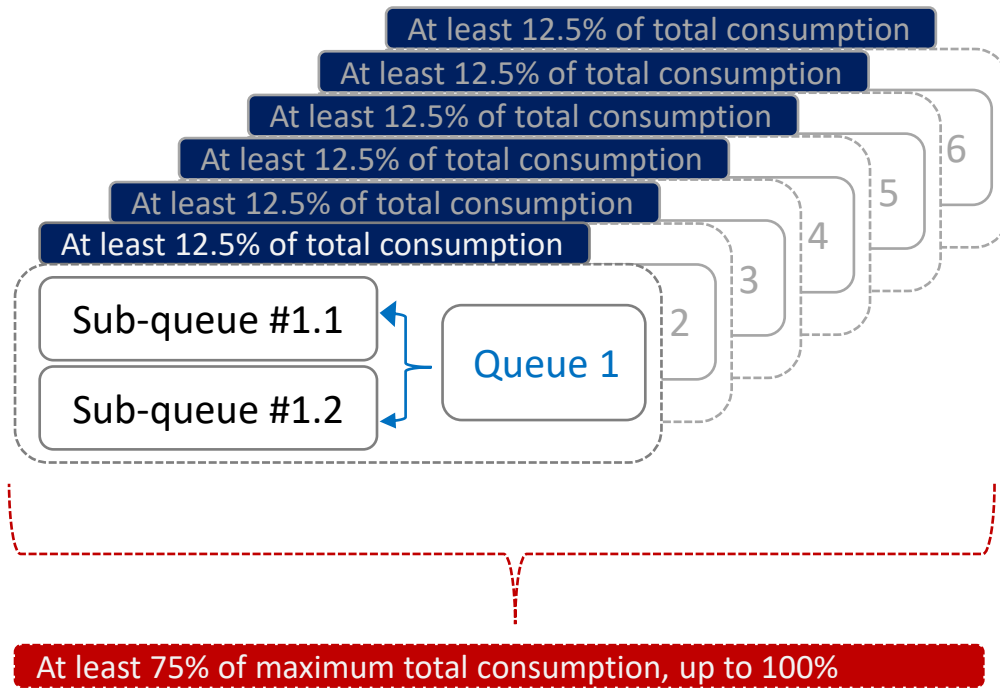 At least 12.5% of total consumption
At least 12.5% of total consumption
At least 12.5% of total consumption
At least 12.5% of total consumption
At least 12.5% of total consumption
At least 12.5% of total consumption
6
5
4
3
2
Queue 1
Sub-queue #1.1
Sub-queue #1.2
At least 75% of maximum total consumption, up to 100%